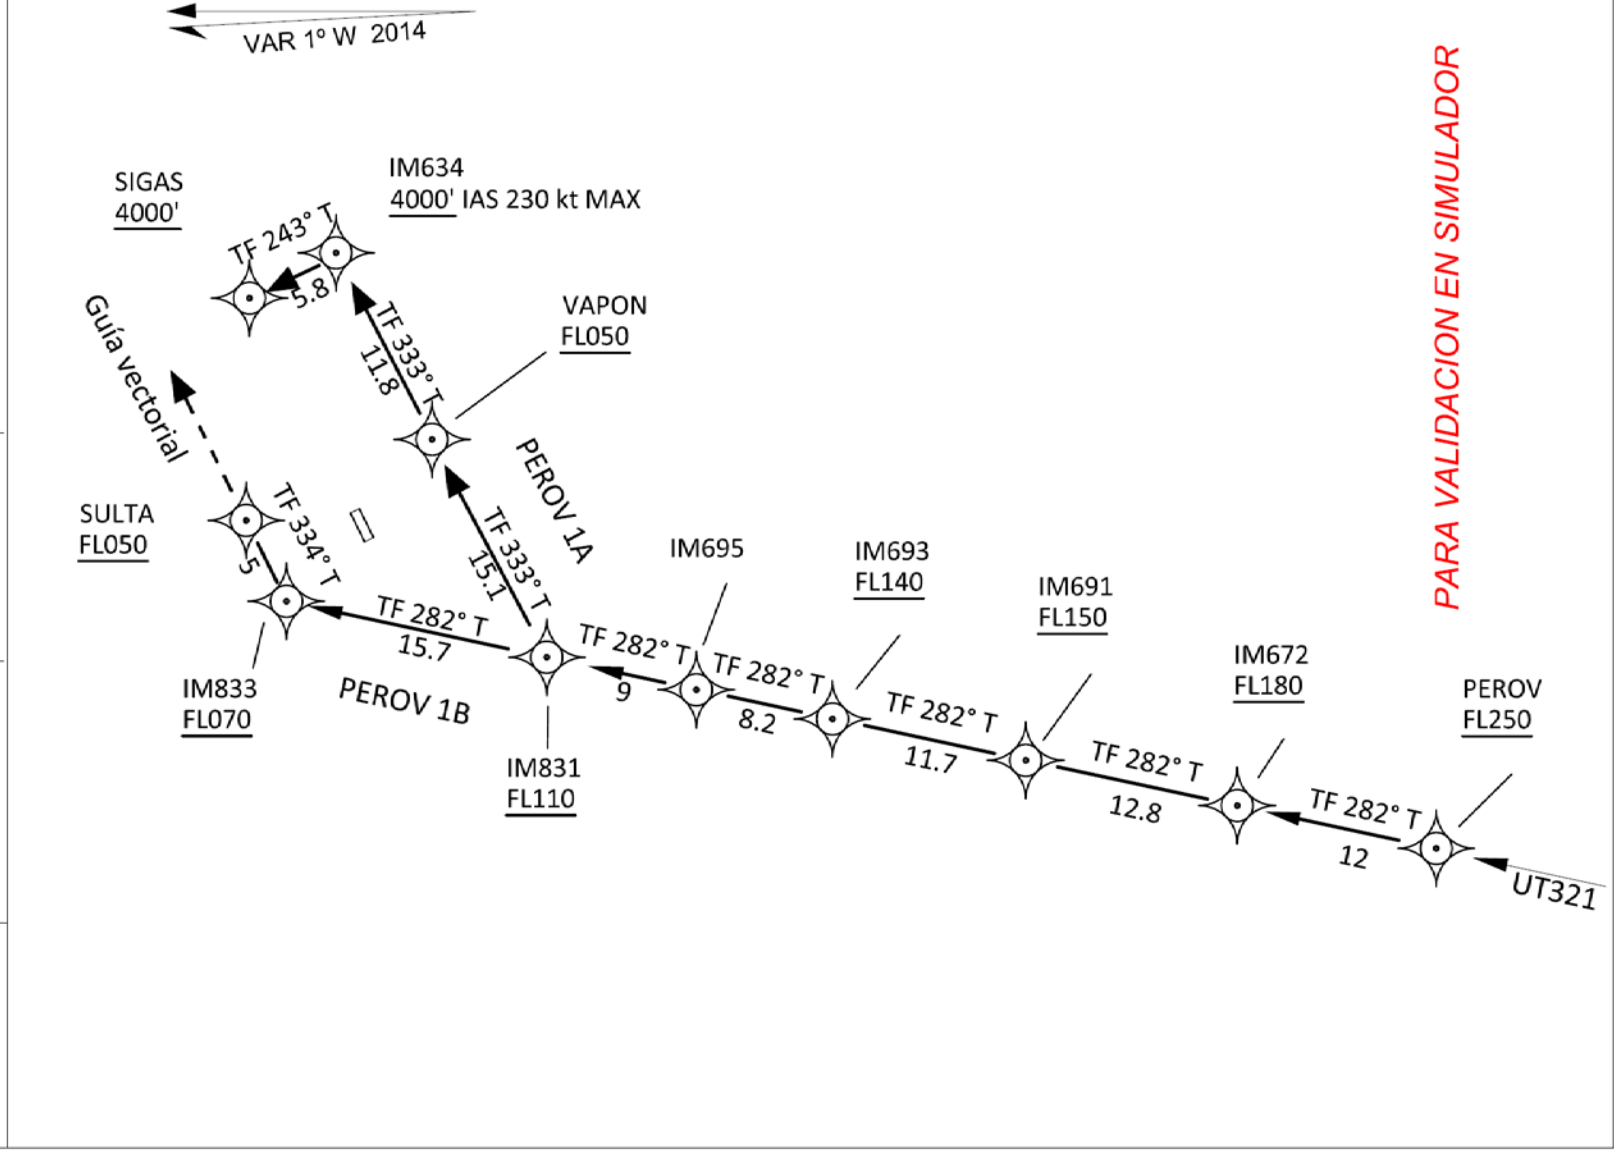 VAR 1° W 2014
PARA VALIDACION EN SIMULADOR
SIGAS
4000'
IM634
4000' IAS 230 kt MAX
TF 243° T
5.8
Guía vectorial
TF 333° T
11.8
VAPON
FL050
PEROV 1A
TF 333° T
15.1
SULTA
FL050
TF 334° T
5
IM833
FL070
TF 282° T
15.7
PEROV 1B
IM831
FL110
TF 282° T
9
IM695
TF 282° T
8.2
IM693
FL140
TF 282° T
11.7
IM691
FL150
TF 282° T
12.8
IM672
FL180
TF 282° T
12
PEROV
FL250
UT321